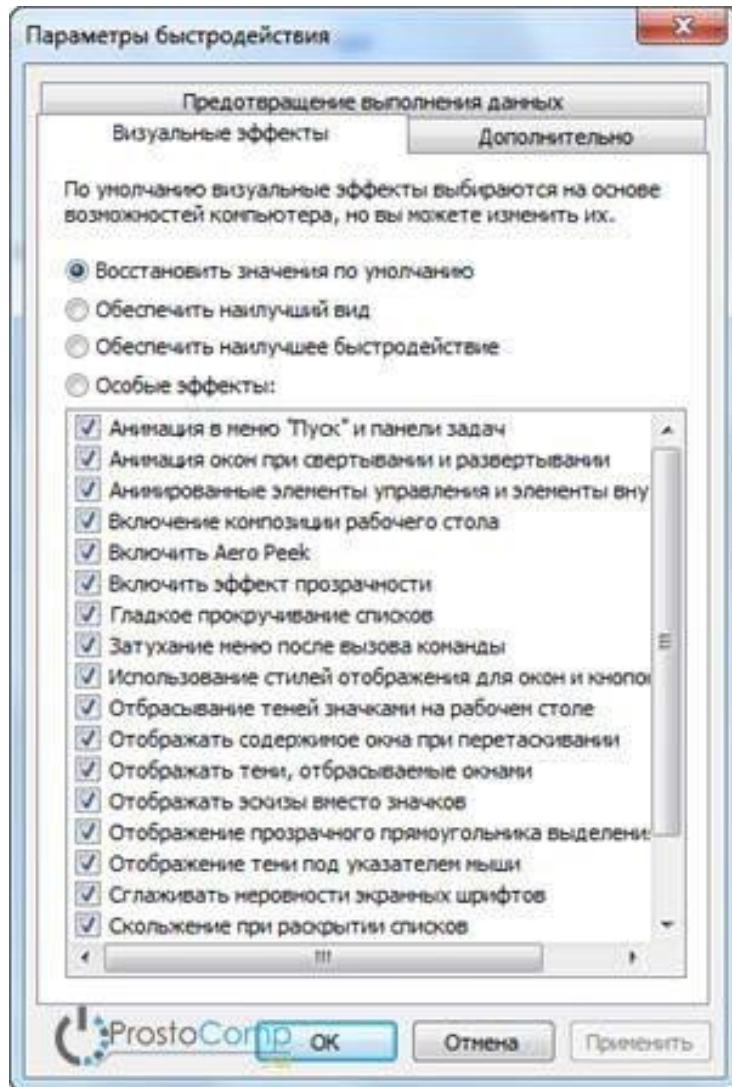 Параметры быстродействия
Предотвращение выполнения данных
Визуальные эффекты
Дополнительно
По умолчанию визуальные эффекты выбираются на основе
возможностей компьютера, но вы можете изменить их.
Восстановить значения по умолчанию
Обеспечить наилучший вид
Обеспечить наилучшее быстродействие
Особые эффекты:
Анимация в меню "Пуск" и панели задач
Анимация окон при свертывании и развертывании
Анимированные элементы управления и элементы вну
Включение композиции рабочего стола
Включить Aero Peek
Включить эффект прозрачности
Гладкое прокручивание списков
Затухание меню после вызова команды
Использование стилей отображения для окон и кнопо
Отбрасывание теней значками на рабочем столе
Отображать содержимое окна при перетаскивании
Отображать тени, отбрасываемые окнами
Отображать эскизы вместо значков
Отображение прозрачного прямоугольника выделени
Отображение тени под указателем мыши
Сглаживать неровности экранных шрифтов
Скольжение при раскрытии списков
ProstoComp
ОК
Отмена
Применить